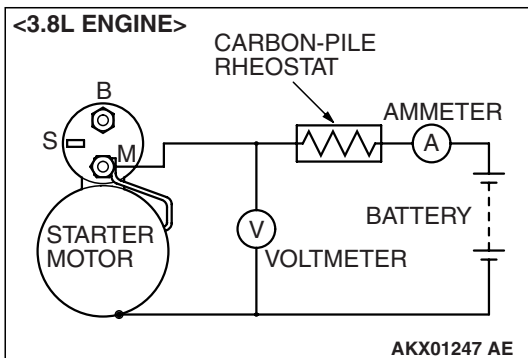 <3.8L ENGINE>
CARBON-PILE
RHEOSTAT
B
AMMETER
S
M
A
BATTERY
STARTER
MOTOR
V
VOLTMETER
AKX01247 AE